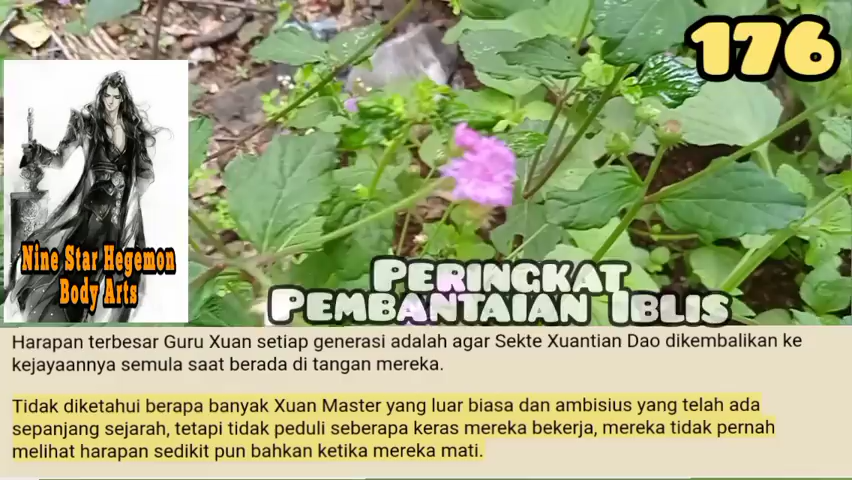 176
Nine Star Hegemon
Body Arts
PERINGKAT
PEMBANTAIAN IBLIS
Harapan terbesar Guru Xuan setiap generasi adalah agar Sekte Xuantian Dao dikembalikan ke
kejayaannya semula saat berada di tangan mereka.
Tidak diketahui berapa banyak Xuan Master yang luar biasa dan ambisius yang telah ada
sepanjang sejarah, tetapi tidak peduli seberapa keras mereka bekerja, mereka tidak pernah
melihat harapan sedikit pun bahkan ketika mereka mati.